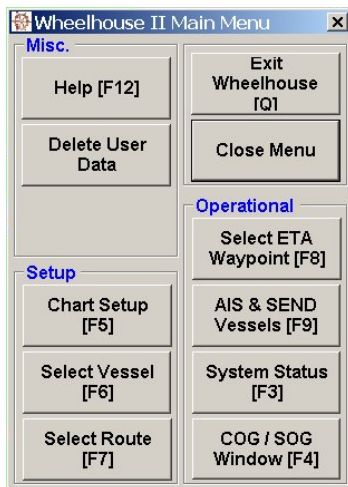 Wheelhouse II Main Menu
Misc.
Help [F12]
Delete User
Data
Exit
Wheelhouse
[Q]
Close Menu
Operational
Select ETA
Waypoint [F8]
AIS & SEND
Vessels [F9]
System Status
[F3]
COG / SOG
Window [F4]
Setup
Chart Setup
[F5]
Select Vessel
[F6]
Select Route
[F7]